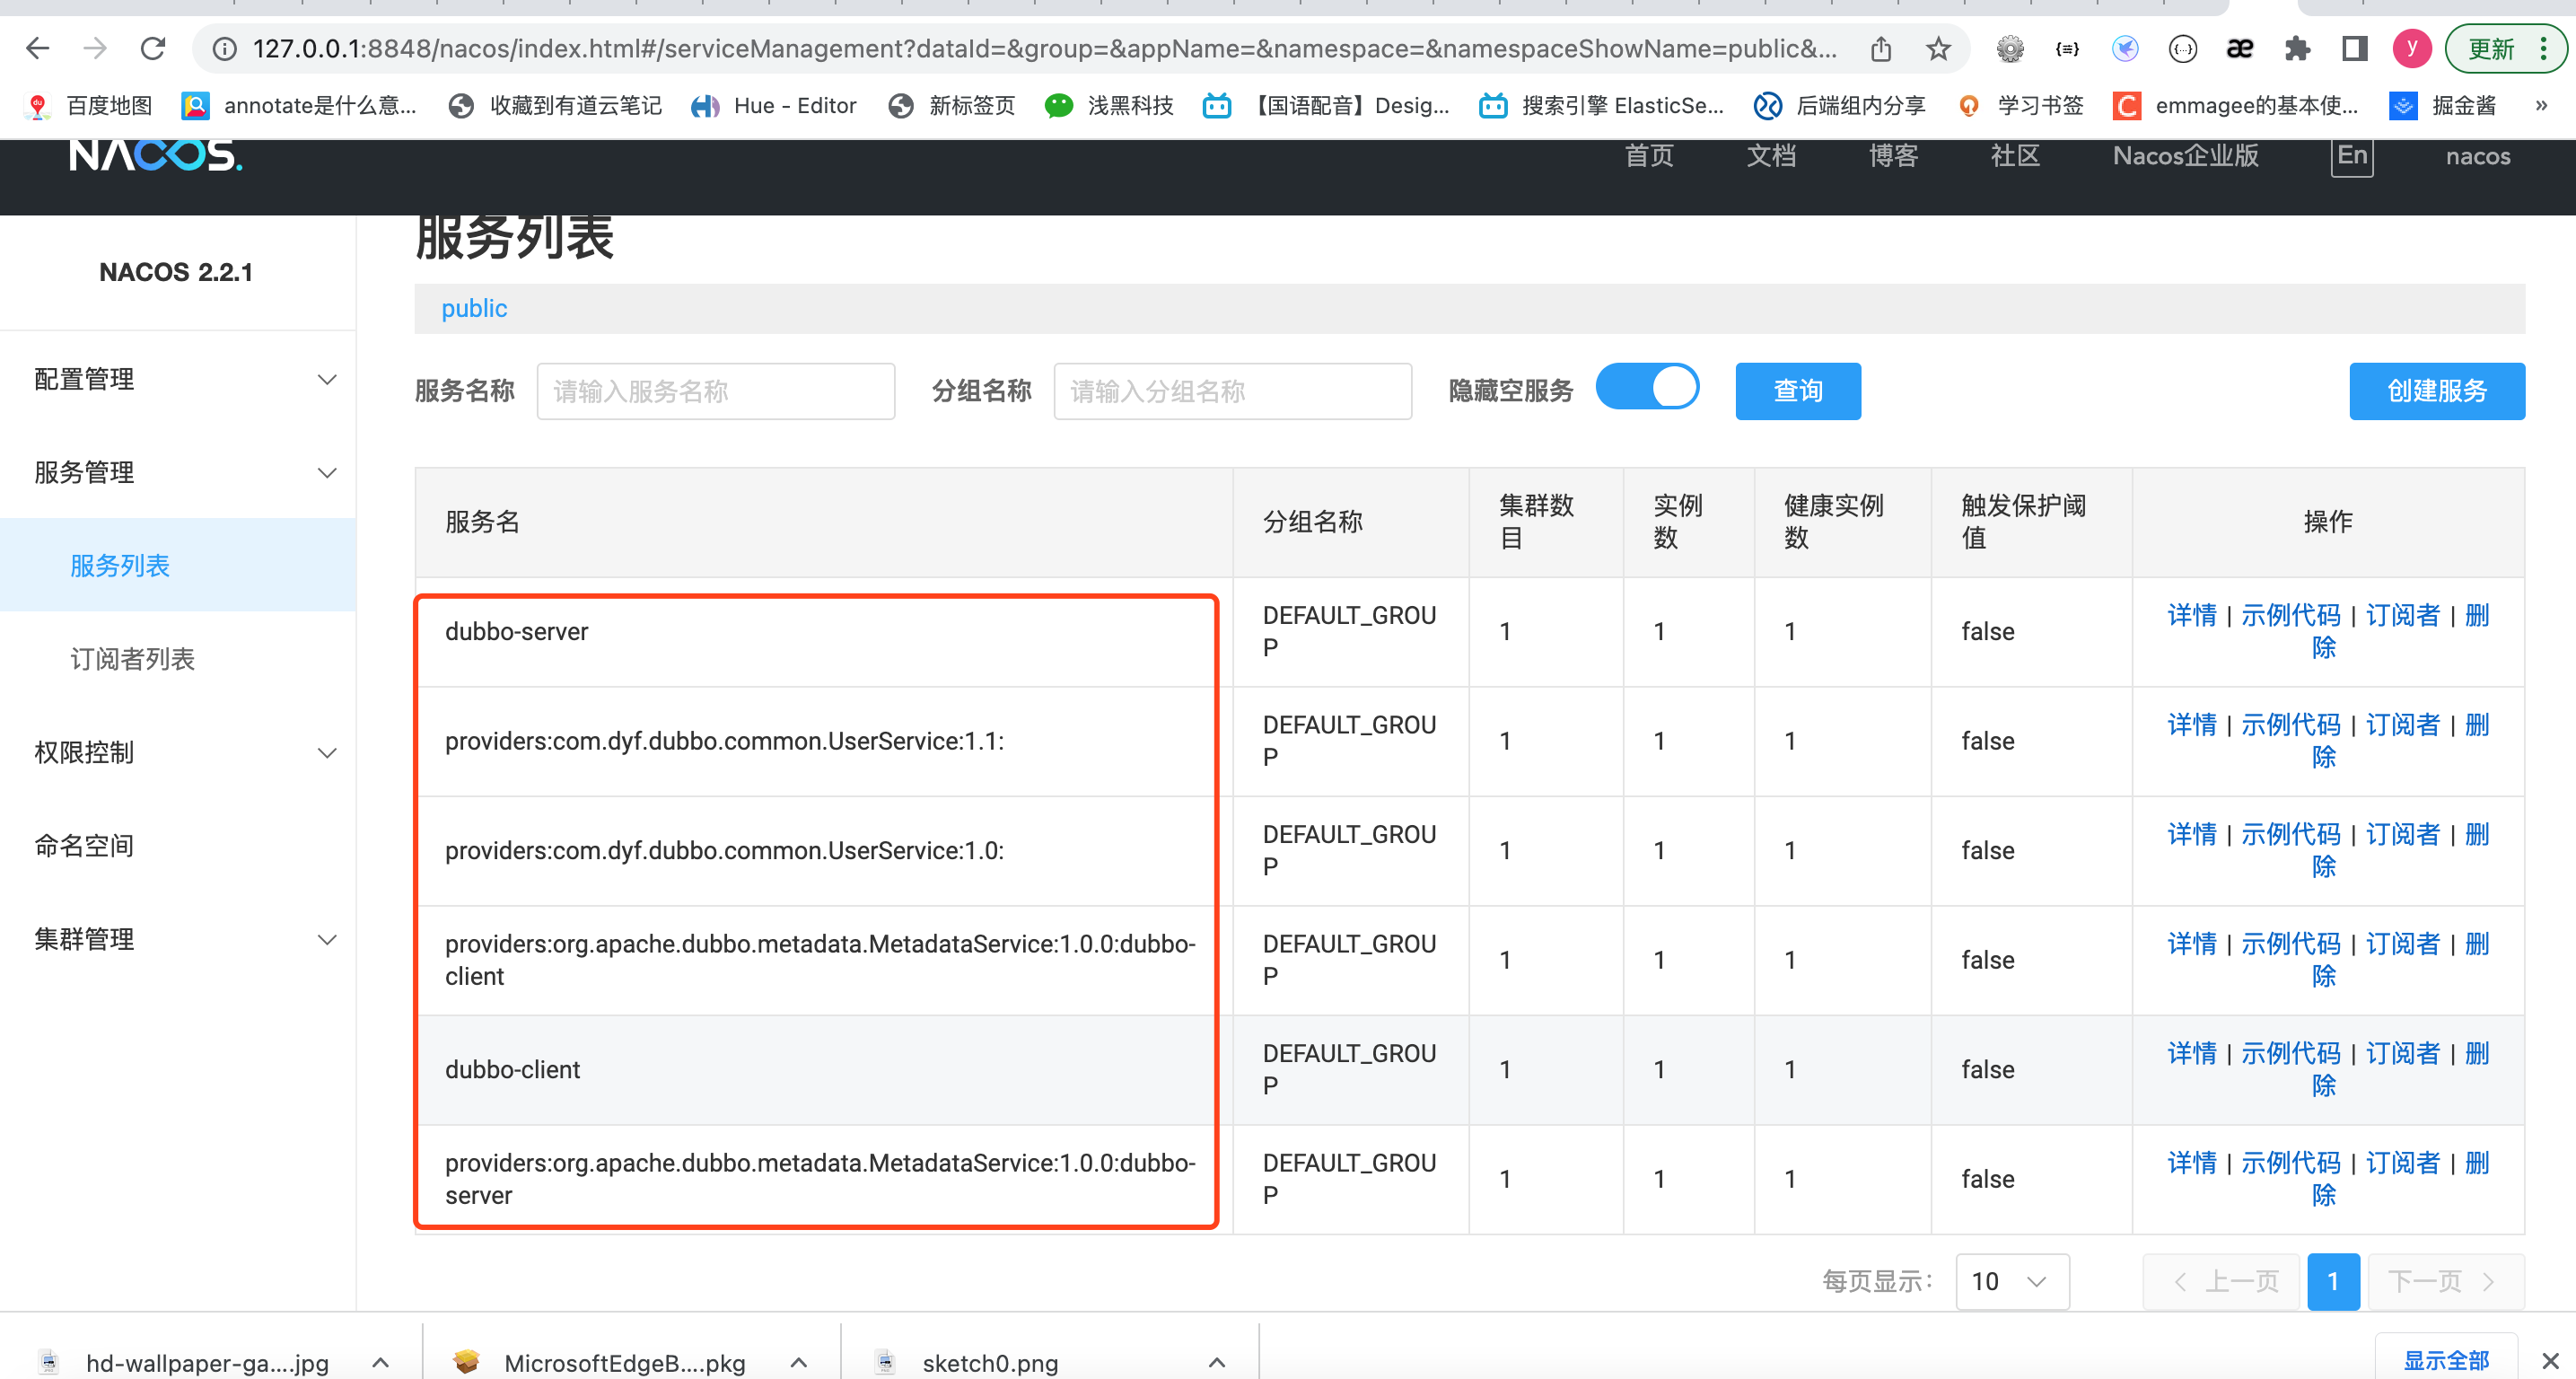 127.0.0.1:8848/nacos/index.html#/serviceManagement?dataId=&group=&appName=&namespace=&namespaceShowName=public&...
y
更新
百度地图
annotate是什么意...
收藏到有道云笔记
Hue - Editor
新标签页
浅黑科技
【国语配音】Desig...
搜索引擎 ElasticSe...
后端组内分享
学习书签
emmagee的基本使...
掘金酱
»
NACOS.
首页
文档
博客
社区
Nacos企业版
En
nacos
NACOS 2.2.1
配置管理
服务管理
服务列表
订阅者列表
权限控制
命名空间
集群管理
服务列表
public
服务名称
请输入服务名称
分组名称
请输入分组名称
隐藏空服务
查询
创建服务
服务名
分组名称
集群数
目
实例
数
健康实例
数
触发保护阈
值
操作
dubbo-server
DEFAULT_GROU
P
1
1
1
false
详情 | 示例代码 | 订阅者 | 删
除
providers:com.dyf.dubbo.common.UserService:1.1:
DEFAULT_GROU
P
1
1
1
false
详情 | 示例代码 | 订阅者 | 删
除
providers:com.dyf.dubbo.common.UserService:1.0:
DEFAULT_GROU
P
1
1
1
false
详情 | 示例代码 | 订阅者 | 删
除
providers:org.apache.dubbo.metadata.MetadataService:1.0.0:dubbo-
client
DEFAULT_GROU
P
1
1
1
false
详情 | 示例代码 | 订阅者 | 删
除
dubbo-client
DEFAULT_GROU
P
1
1
1
false
详情 | 示例代码 | 订阅者 | 删
除
providers:org.apache.dubbo.metadata.MetadataService:1.0.0:dubbo-
server
DEFAULT_GROU
P
1
1
1
false
详情 | 示例代码 | 订阅者 | 删
除
每页显示：
10
上一页
1
下一页
hd-wallpaper-ga....jpg
MicrosoftEdgeB....pkg
sketch0.png
显示全部